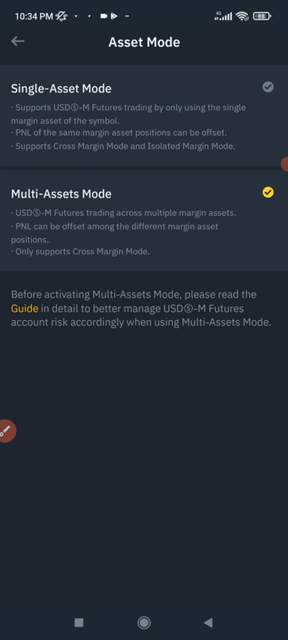 10:34 PM
4G
88
Asset Mode
Single-Asset Mode
· Supports USDⓈ-M Futures trading by only using the single
margin asset of the symbol.
· PNL of the same margin asset positions can be offset.
· Supports Cross Margin Mode and Isolated Margin Mode.
Multi-Assets Mode
· USDⓈ-M Futures trading across multiple margin assets.
· PNL can be offset among the different margin asset
positions.
· Only supports Cross Margin Mode.
Before activating Multi-Assets Mode, please read the
Guide in detail to better manage USDⓈ-M Futures
account risk accordingly when using Multi-Assets Mode.